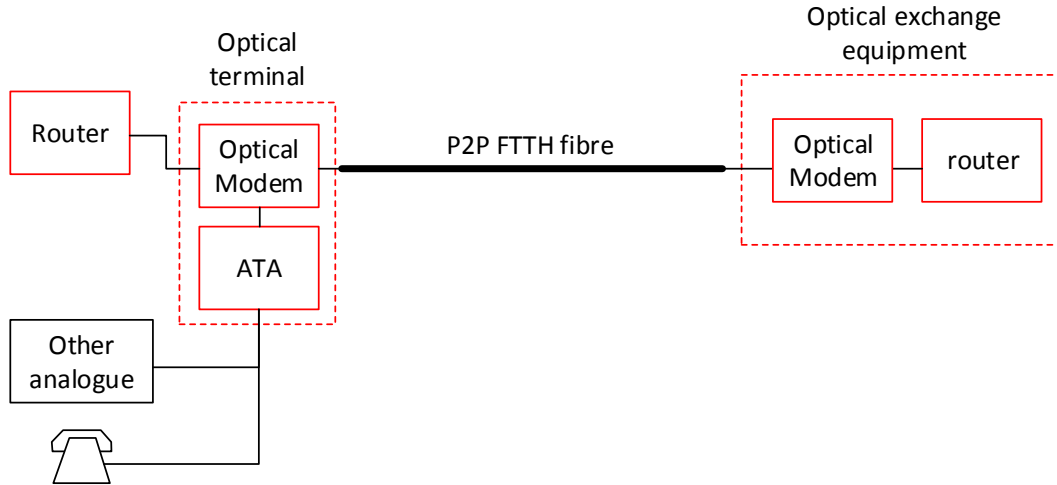 Optical
terminal
Router
Optical
Modem
ATA
Other
analogue
P2P FTTH fibre
Optical exchange
equipment
Optical
Modem
router